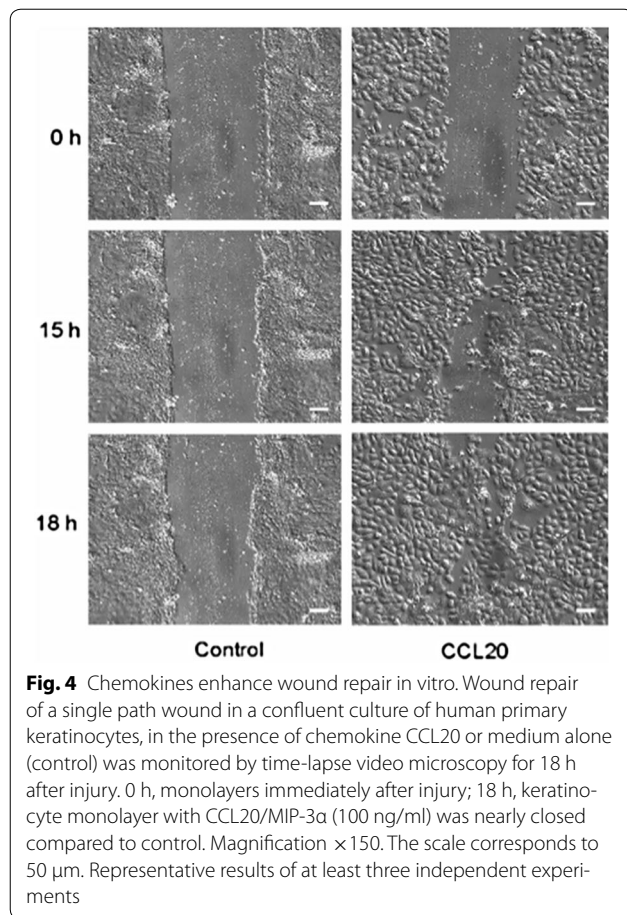 0 h
15 h
18 h
Control CCL20
Fig. 4 Chemokines enhance wound repair in vitro. Wound repair
of a single path wound in a confluent culture of human primary
keratinocytes, in the presence of chemokine CCL20 or medium alone
(control) was monitored by time-lapse video microscopy for 18 h
after injury. 0 h, monolayers immediately after injury; 18 h, keratino-
cyte monolayer with CCL20/MIP-3α (100 ng/ml) was nearly closed
compared to control. Magnification ×150. The scale corresponds to
50 μm. Representative results of at least three independent experi-
ments